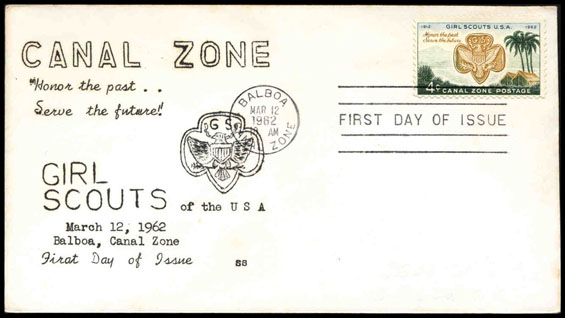 CANAL ZONE
"Honor the past . .
Serve the future!"
GS
GIRL
SCOUTS of the U S A
March 12, 1962
Balboa, Canal Zone
First Day of Issue
SS
BALBOA
MAR 12
1962
AM
ZONE
1912 GIRL SCOUTS U.S.A. 1962
Honor the past
Serve the future
4¢ CANAL ZONE POSTAGE
FIRST DAY OF ISSUE